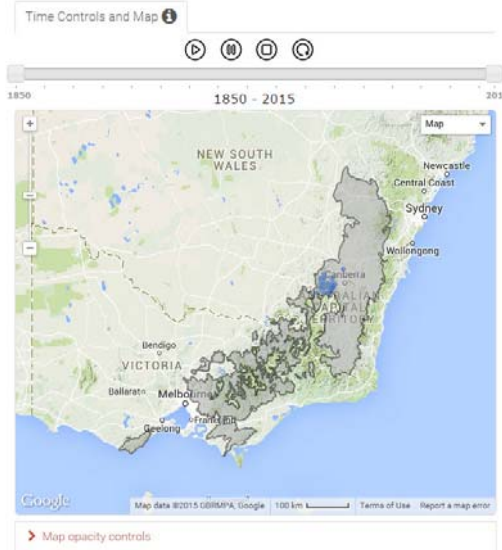 Time Controls and Map
1850
201
1850 - 2015
Map
NEW SOUTH
WALES
Newcastle
Central Coast
Sydney
Wollongong
Canberra
AUSTRALIAN
CAPITAL
TERRITORY
Bendigo
VICTORIA
Ballarat
Melbourne
Geelong
Frankston
Google
Map data ©2015 GBRMPA, Google
100 km
Terms of Use
Report a map error
Map opacity controls